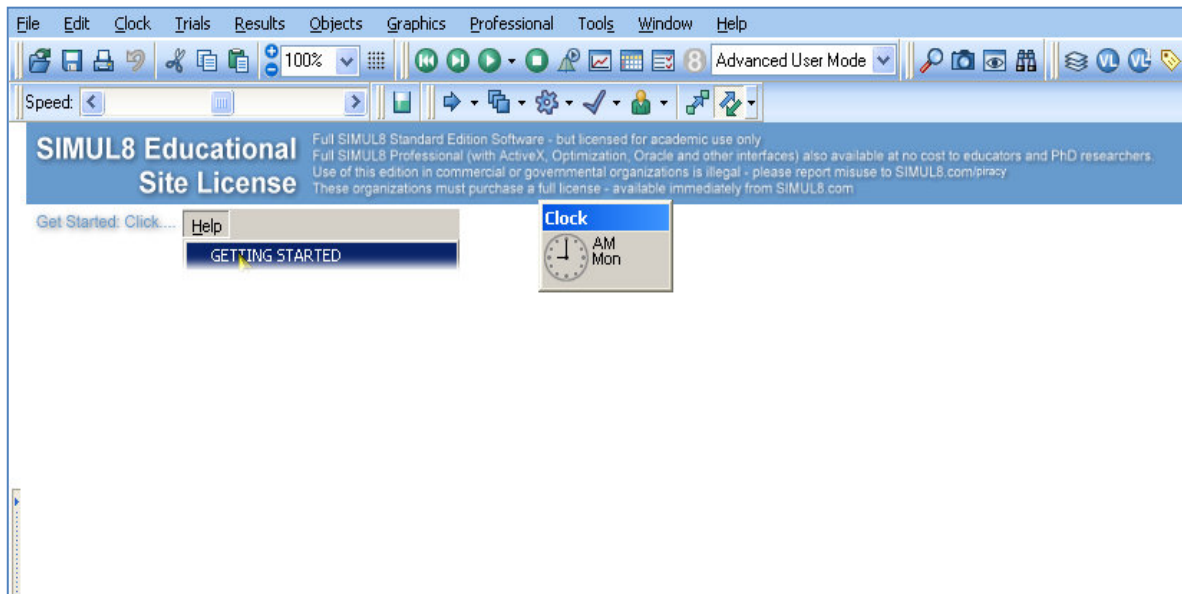 File Edit Clock Trials Results Objects Graphics Professional Tools Window Help
100% 8 Advanced User Mode VL VL
Speed:
SIMUL8 Educational
Site License
Full SIMUL8 Standard Edition Software - but licensed for academic use only
Full SIMUL8 Professional (with ActiveX, Optimization, Oracle and other interfaces) also available at no cost to educators and PhD researchers.
Use of this edition in commercial or governmental organizations is illegal - please report misuse to SIMUL8.com/piracy
These organizations must purchase a full license - available immediately from SIMUL8.com
Get Started: Click....
Help
GETTING STARTED
Clock
AM
Mon